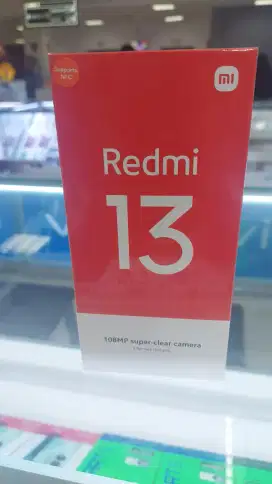 Supports
NFC
mi
Redmi
13
108MP super-clear camera